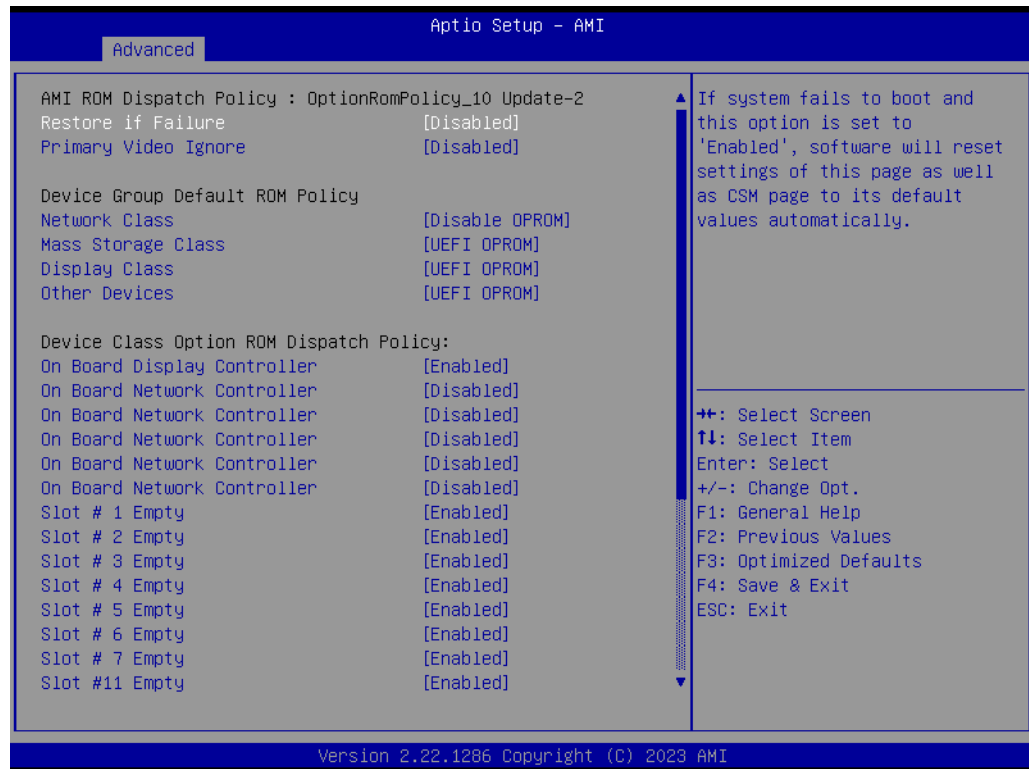 Aptio Setup – AMI
Advanced
AMI ROM Dispatch Policy : OptionRomPolicy_10 Update-2
Restore if Failure [Disabled]
Primary Video Ignore [Disabled]
Device Group Default ROM Policy
Network Class [Disable OPROM]
Mass Storage Class [UEFI OPROM]
Display Class [UEFI OPROM]
Other Devices [UEFI OPROM]
Device Class Option ROM Dispatch Policy:
On Board Display Controller [Enabled]
On Board Network Controller [Disabled]
On Board Network Controller [Disabled]
On Board Network Controller [Disabled]
On Board Network Controller [Disabled]
On Board Network Controller [Disabled]
Slot # 1 Empty [Enabled]
Slot # 2 Empty [Enabled]
Slot # 3 Empty [Enabled]
Slot # 4 Empty [Enabled]
Slot # 5 Empty [Enabled]
Slot # 6 Empty [Enabled]
Slot # 7 Empty [Enabled]
Slot #11 Empty [Enabled]
If system fails to boot and
this option is set to
'Enabled', software will reset
settings of this page as well
as CSM page to its default
values automatically.
→←: Select Screen
↑↓: Select Item
Enter: Select
+/-: Change Opt.
F1: General Help
F2: Previous Values
F3: Optimized Defaults
F4: Save & Exit
ESC: Exit
Version 2.22.1286 Copyright (C) 2023 AMI